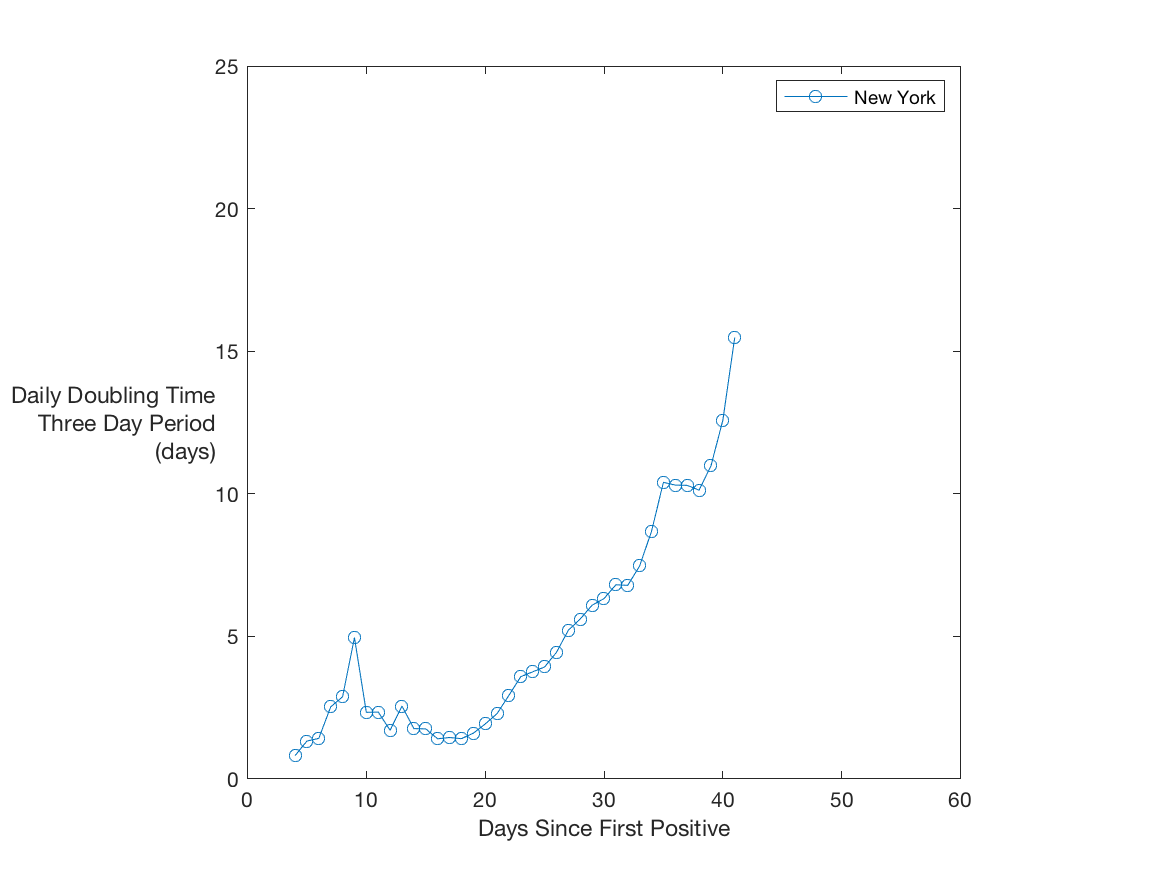 25
New York
20
15
Daily Doubling Time
Three Day Period
(days)
10
5
0
0 10 20 30 40 50 60
Days Since First Positive